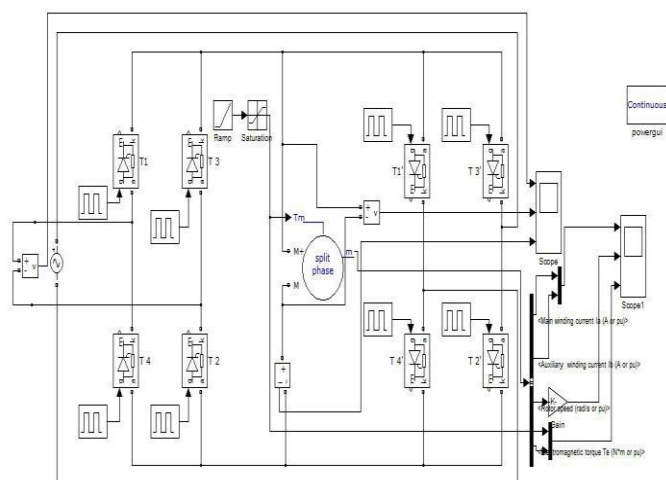 Continuous
powergui
Ramp
Saturation
T1
T 3
T1'
T 3'
+
-
v
Tm
Scope
+
-
v
M+
split
phase
m
M
Scope1
<Main winding current Ia (A or pu)>
T 4
T 2
T 4'
T 2'
<Auxiliary winding current Ib (A or pu)>
K-
<Rotor speed (rad/s or pu)>
Gain
<Electromagnetic torque Te (N*m or pu)>